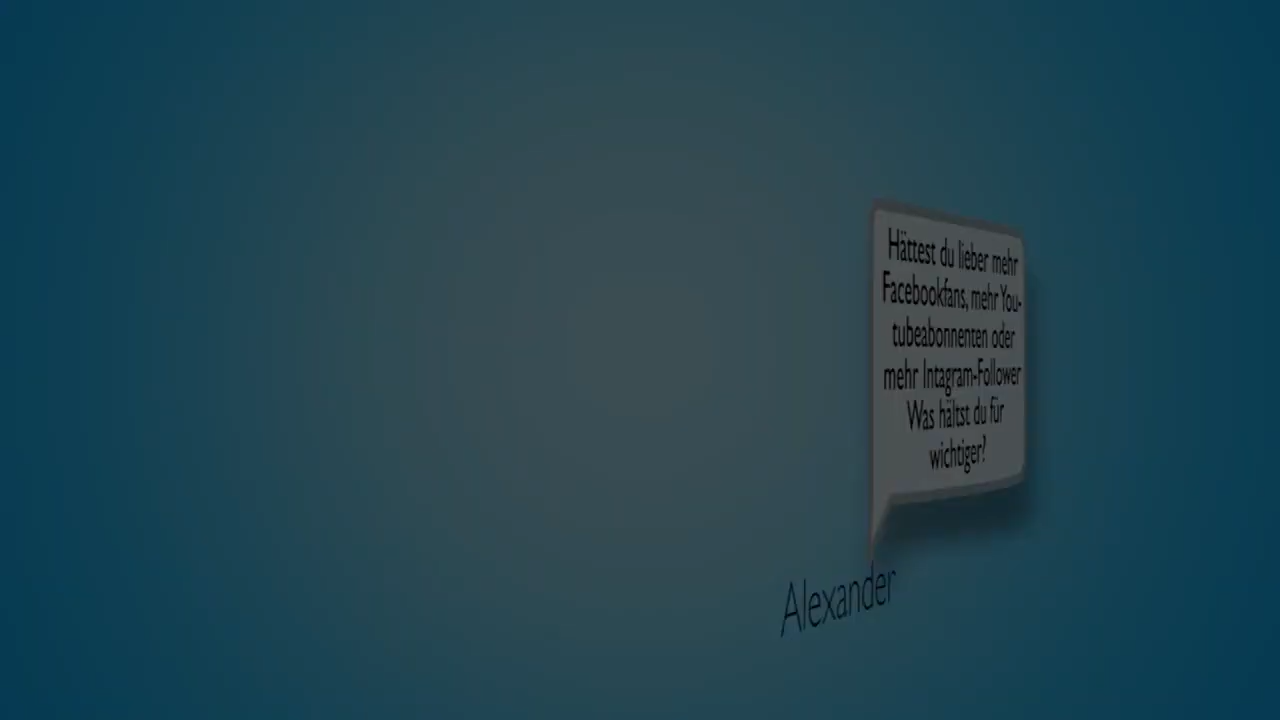 Hättest du lieber mehr
Facebookfans, mehr You-
tubeabonnenten oder
mehr Intagram-Follower
Was hältst du für
wichtiger?
Alexander